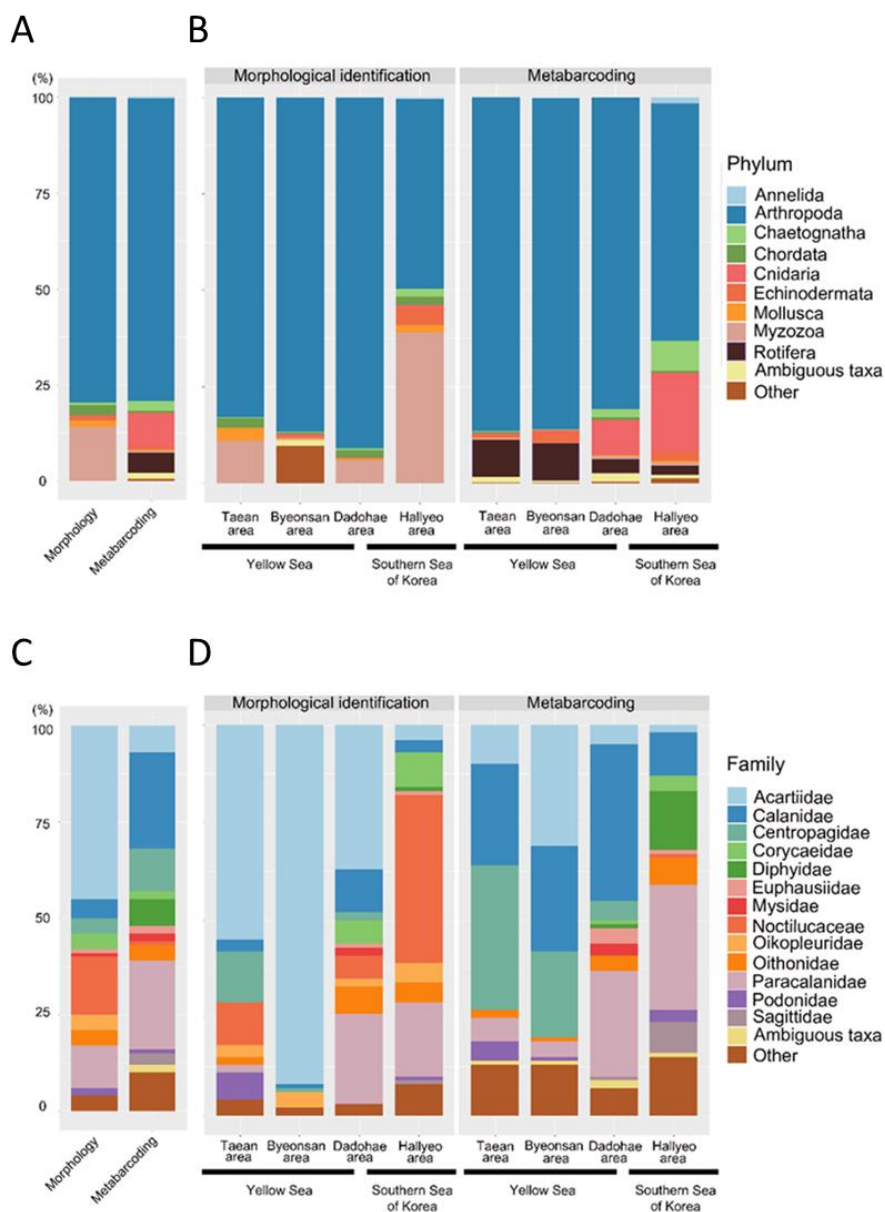 A
B
(%)
100
75
50
25
0
Morphology
Metabarcoding
Morphological identification
Metabarcoding
Taean area
Byeonsan area
Dadohae area
Hallyeo area
Taean area
Byeonsan area
Dadohae area
Hallyeo area
Yellow Sea
Southern Sea of Korea
Yellow Sea
Southern Sea of Korea
Phylum
Annelida
Arthropoda
Chaetognatha
Chordata
Cnidaria
Echinodermata
Mollusca
Myzozoa
Rotifera
Ambiguous taxa
Other
C
D
(%)
100
75
50
25
0
Morphology
Metabarcoding
Morphological identification
Metabarcoding
Taean area
Byeonsan area
Dadohae area
Hallyeo area
Taean area
Byeonsan area
Dadohae area
Hallyeo area
Yellow Sea
Southern Sea of Korea
Yellow Sea
Southern Sea of Korea
Family
Acartiidae
Calanidae
Centropagidae
Corycaeidae
Diphyidae
Euphausiidae
Mysidae
Noctilucaceae
Oikopleuridae
Oithonidae
Paracalanidae
Podonidae
Sagittidae
Ambiguous taxa
Other